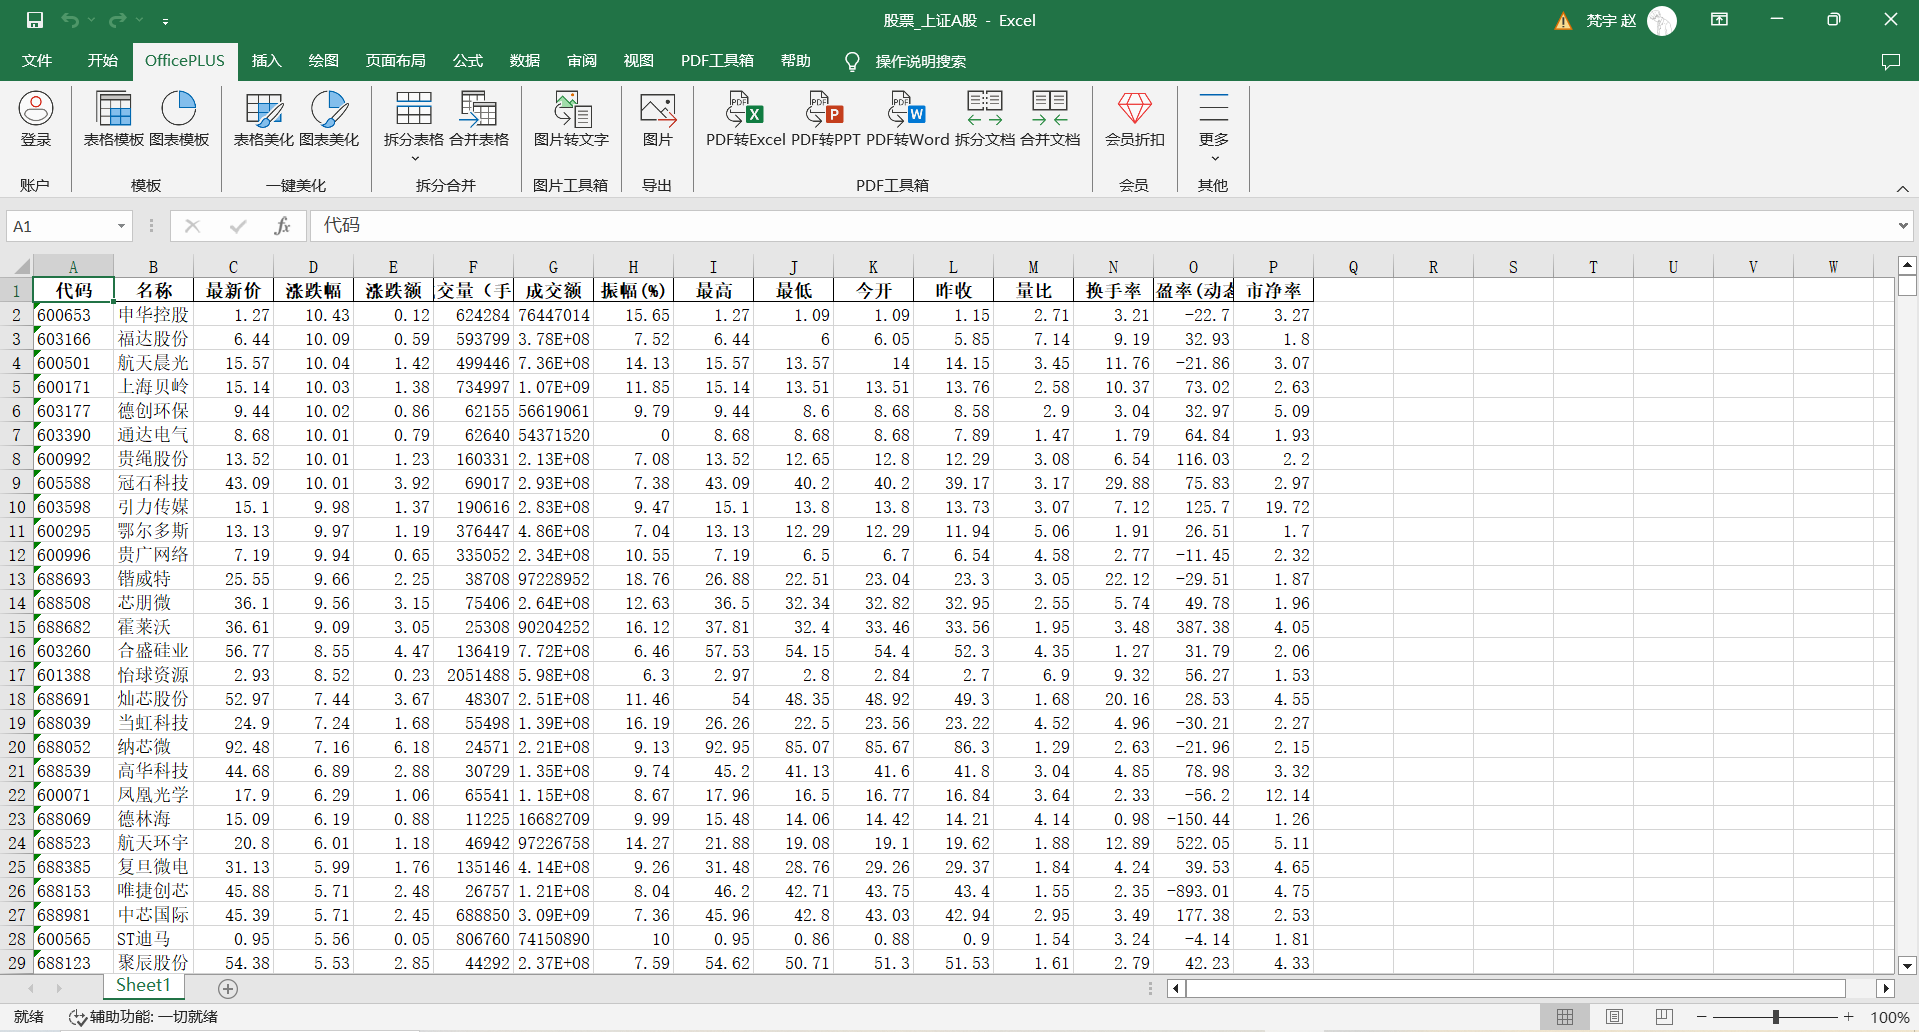 股票_上证A股 - Excel
梵宇 赵
文件 开始 OfficePLUS 插入 绘图 页面布局 公式 数据 审阅 视图 PDF工具箱 帮助 操作说明搜索
登录 表格模板 图表模板 表格美化 图表美化 拆分表格 合并表格 图片转文字 图片 PDF转Excel PDF转PPT PDF转Word 拆分文档 合并文档 会员折扣 更多
账户 模板 一键美化 拆分合并 图片工具箱 导出 PDF工具箱 会员 其他
A1 fx 代码
A B C D E F G H I J K L M N O P Q R S T U V W
1 代码 名称 最新价 涨跌幅 涨跌额 交量（手 成交额 振幅(%) 最高 最低 今开 昨收 量比 换手率 盈率(动态 市净率
2 600653 申华控股 1.27 10.43 0.12 624284 76447014 15.65 1.27 1.09 1.09 1.15 2.71 3.21 -22.7 3.27
3 603166 福达股份 6.44 10.09 0.59 593799 3.78E+08 7.52 6.44 6 6.05 5.85 7.14 9.19 32.93 1.8
4 600501 航天晨光 15.57 10.04 1.42 499446 7.36E+08 14.13 15.57 13.57 14 14.15 3.45 11.76 -21.86 3.07
5 600171 上海贝岭 15.14 10.03 1.38 734997 1.07E+09 11.85 15.14 13.51 13.51 13.76 2.58 10.37 73.02 2.63
6 603177 德创环保 9.44 10.02 0.86 62155 56619061 9.79 9.44 8.6 8.68 8.58 2.9 3.04 32.97 5.09
7 603390 通达电气 8.68 10.01 0.79 62640 54371520 0 8.68 8.68 8.68 7.89 1.47 1.79 64.84 1.93
8 600992 贵绳股份 13.52 10.01 1.23 160331 2.13E+08 7.08 13.52 12.65 12.8 12.29 3.08 6.54 116.03 2.2
9 605588 冠石科技 43.09 10.01 3.92 69017 2.93E+08 7.38 43.09 40.2 40.2 39.17 3.17 29.88 75.83 2.97
10 603598 引力传媒 15.1 9.98 1.37 190616 2.83E+08 9.47 15.1 13.8 13.8 13.73 3.07 7.12 125.7 19.72
11 600295 鄂尔多斯 13.13 9.97 1.19 376447 4.86E+08 7.04 13.13 12.29 12.29 11.94 5.06 1.91 26.51 1.7
12 600996 贵广网络 7.19 9.94 0.65 335052 2.34E+08 10.55 7.19 6.5 6.7 6.54 4.58 2.77 -11.45 2.32
13 688693 锴威特 25.55 9.66 2.25 38708 97228952 18.76 26.88 22.51 23.04 23.3 3.05 22.12 -29.51 1.87
14 688508 芯朋微 36.1 9.56 3.15 75406 2.64E+08 12.63 36.5 32.34 32.82 32.95 2.55 5.74 49.78 1.96
15 688682 霍莱沃 36.61 9.09 3.05 25308 90204252 16.12 37.81 32.4 33.46 33.56 1.95 3.48 387.38 4.05
16 603260 合盛硅业 56.77 8.55 4.47 136419 7.72E+08 6.46 57.53 54.15 54.4 52.3 4.35 1.27 31.79 2.06
17 601388 怡球资源 2.93 8.52 0.23 2051488 5.98E+08 6.3 2.97 2.8 2.84 2.7 6.9 9.32 56.27 1.53
18 688691 灿芯股份 52.97 7.44 3.67 48307 2.51E+08 11.46 54 48.35 48.92 49.3 1.68 20.16 28.53 4.55
19 688039 当虹科技 24.9 7.24 1.68 55498 1.39E+08 16.19 26.26 22.5 23.56 23.22 4.52 4.96 -30.21 2.27
20 688052 纳芯微 92.48 7.16 6.18 24571 2.21E+08 9.13 92.95 85.07 85.67 86.3 1.29 2.63 -21.96 2.15
21 688539 高华科技 44.68 6.89 2.88 30729 1.35E+08 9.74 45.2 41.13 41.6 41.8 3.04 4.85 78.98 3.32
22 600071 凤凰光学 17.9 6.29 1.06 65541 1.15E+08 8.67 17.96 16.5 16.77 16.84 3.64 2.33 -56.2 12.14
23 688069 德林海 15.09 6.19 0.88 11225 16682709 9.99 15.48 14.06 14.42 14.21 4.14 0.98 -150.44 1.26
24 688523 航天环宇 20.8 6.01 1.18 46942 97226758 14.27 21.88 19.08 19.1 19.62 1.88 12.89 522.05 5.11
25 688385 复旦微电 31.13 5.99 1.76 135146 4.14E+08 9.26 31.48 28.76 29.26 29.37 1.84 4.24 39.53 4.65
26 688153 唯捷创芯 45.88 5.71 2.48 26757 1.21E+08 8.04 46.2 42.71 43.75 43.4 1.55 2.35 -893.01 4.75
27 688981 中芯国际 45.39 5.71 2.45 688850 3.09E+09 7.36 45.96 42.8 43.03 42.94 2.95 3.49 177.38 2.53
28 600565 ST迪马 0.95 5.56 0.05 806760 74150890 10 0.95 0.86 0.88 0.9 1.54 3.24 -4.14 1.81
29 688123 聚辰股份 54.38 5.53 2.85 44292 2.37E+08 7.59 54.62 50.71 51.3 51.53 1.61 2.79 42.23 4.33
Sheet1
就绪 辅助功能: 一切就绪 100%